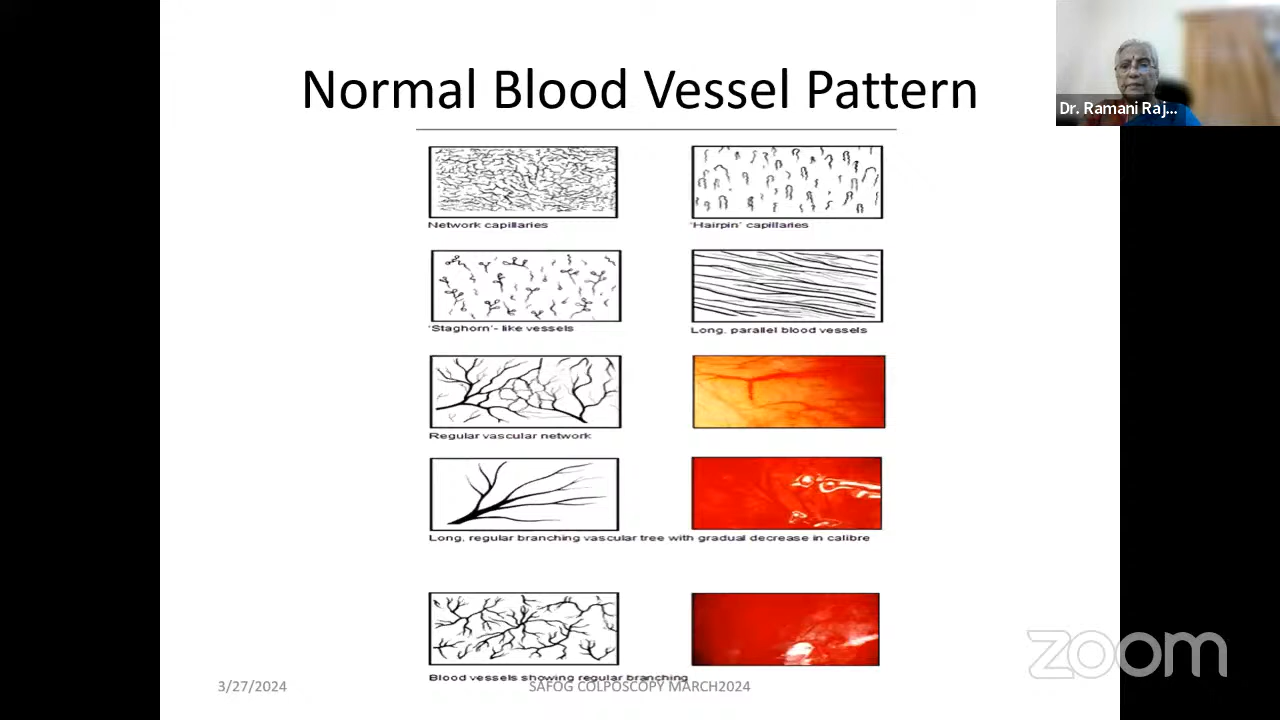 Normal Blood Vessel Pattern
Dr. Ramani Raj...
Network capillaries
'Hairpin' capillaries
'Staghorn'- like vessels
Long, parallel blood vessels
Regular vascular network
Long, regular branching vascular tree with gradual decrease in calibre
Blood vessels showing regular branching
3/27/2024
SAFOG COLPOSCOPY MARCH2024
zoom